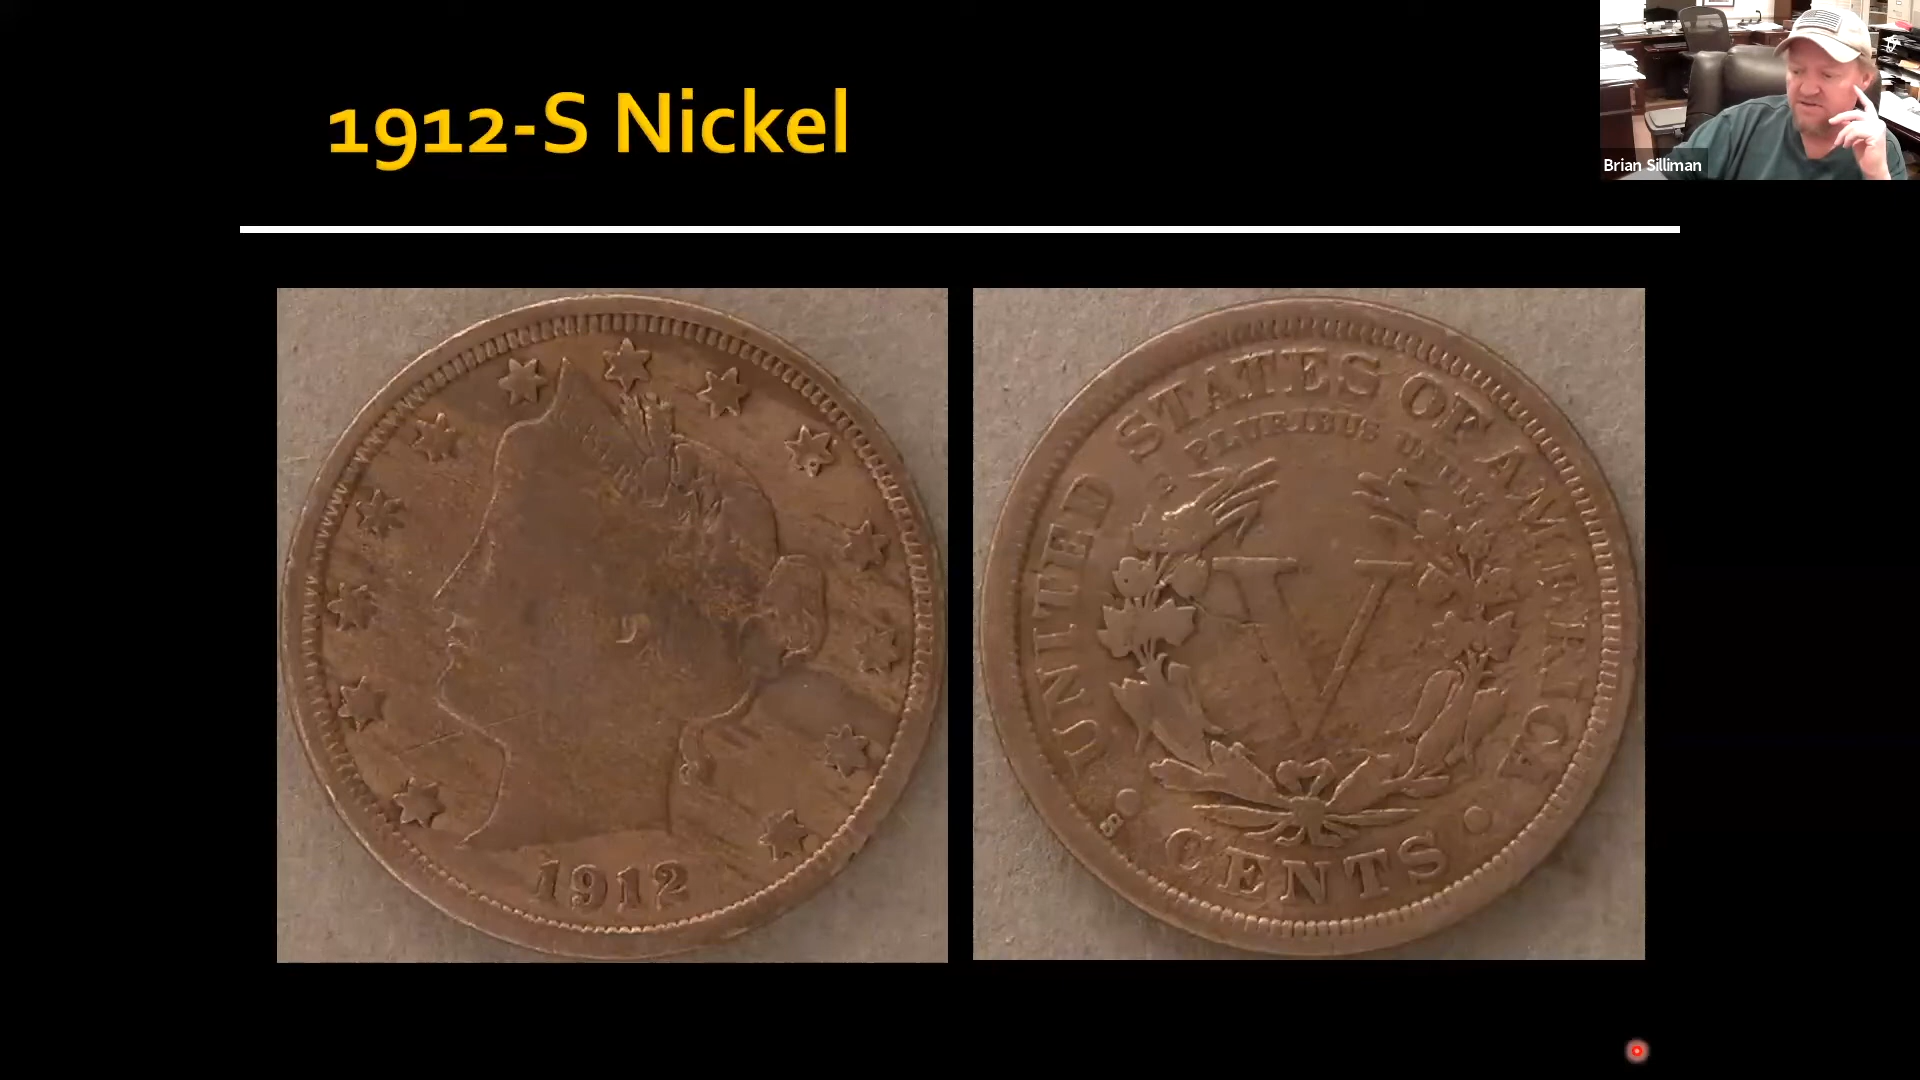 1912-S Nickel
Brian Silliman
1912
UNITED STATES OF AMERICA
E PLURIBUS UNUM
V
S
CENTS